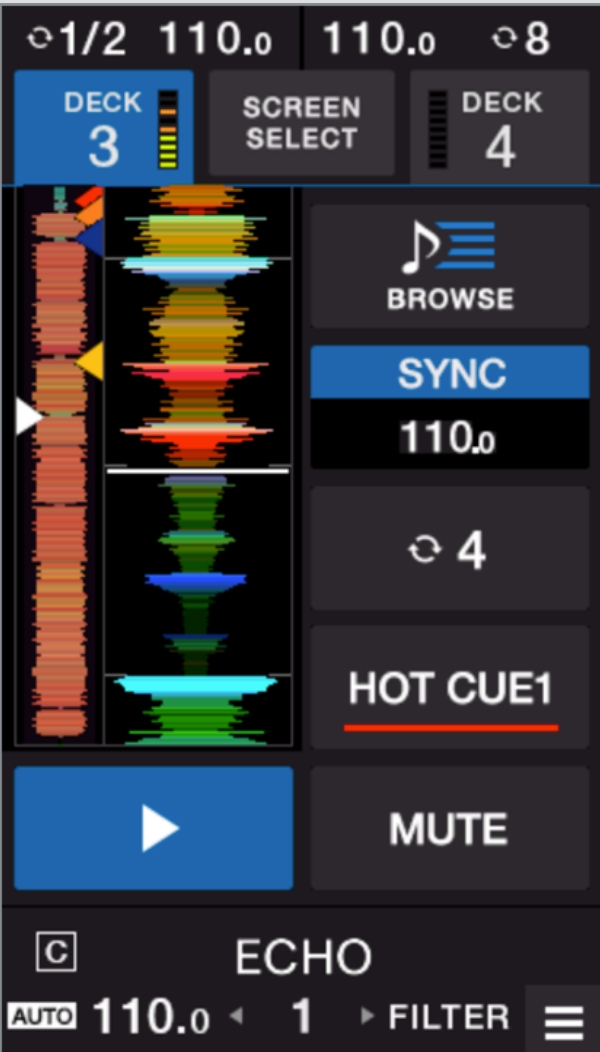 1/2 110.0 110.0 8
DECK 3
SCREEN SELECT
DECK 4
BROWSE
SYNC
110.0
4
HOT CUE1
MUTE
C ECHO
AUTO 110.0 1 FILTER